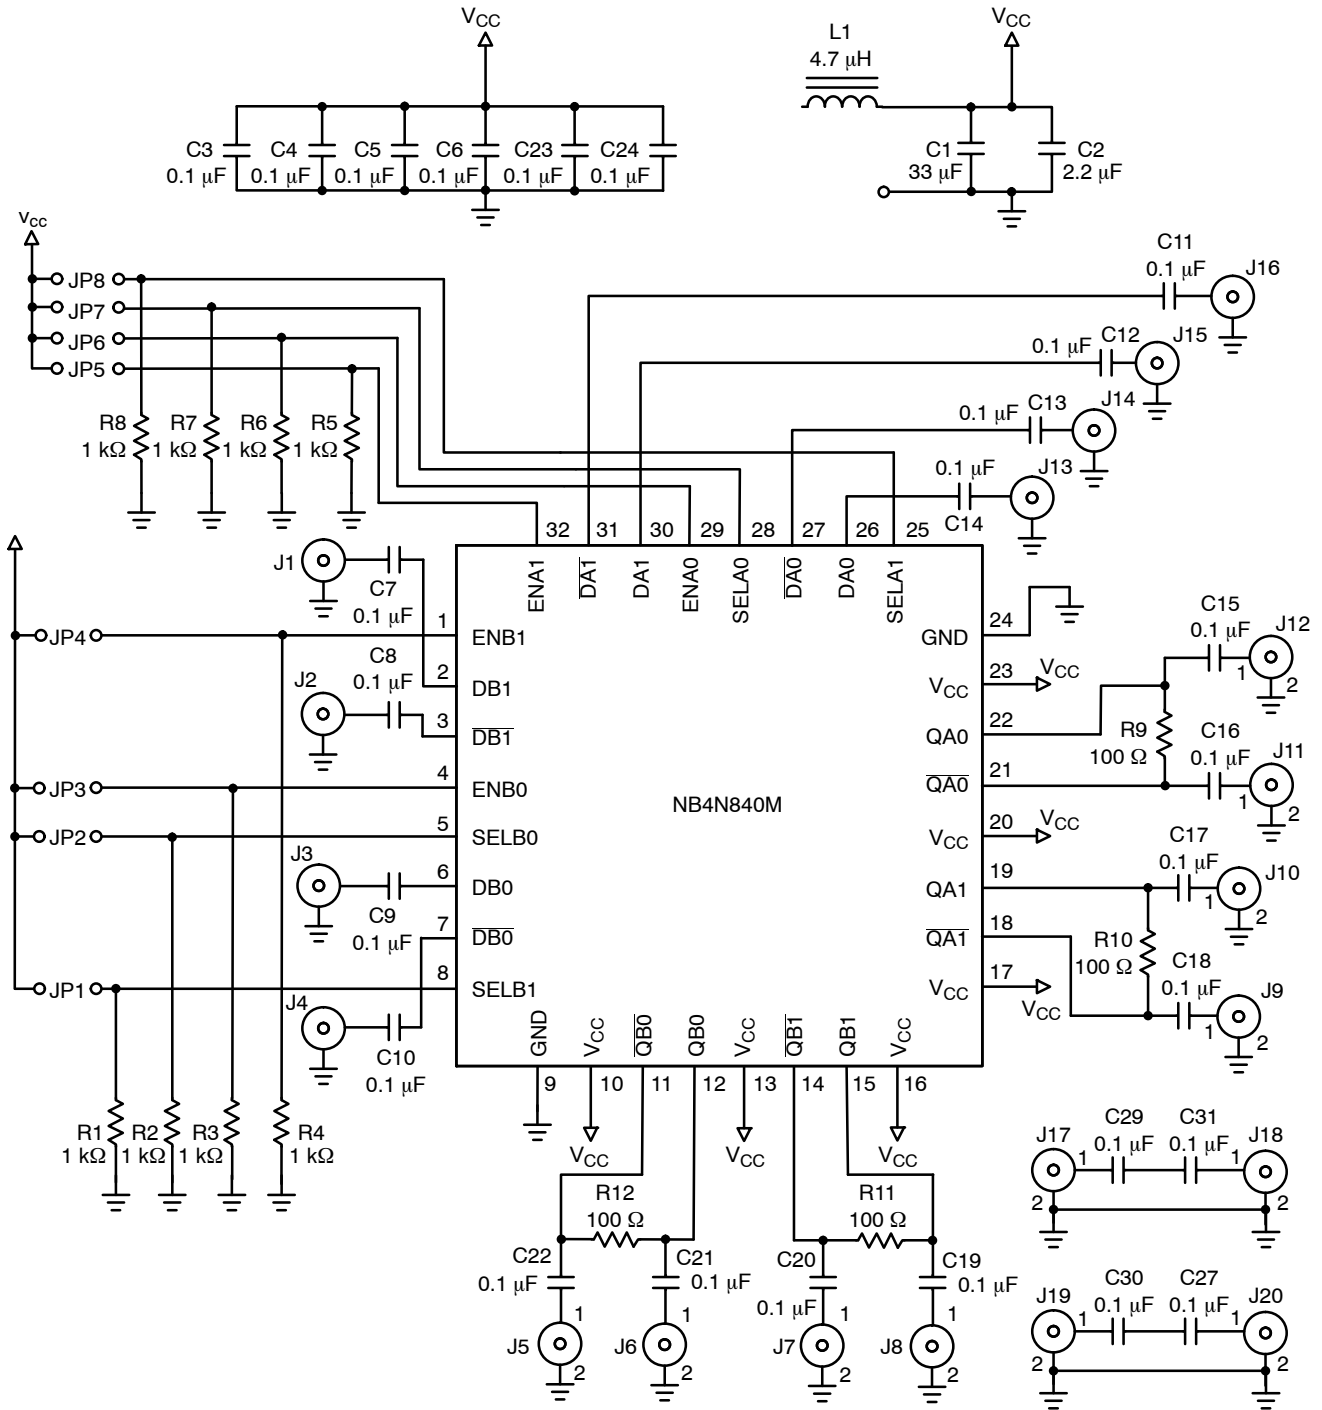 VCC
VCC
L1
4.7 µH
C3
0.1 µF
C4
0.1 µF
C5
0.1 µF
C6
0.1 µF
C23
0.1 µF
C24
0.1 µF
C1
33 µF
C2
2.2 µF
vcc
JP8
JP7
JP6
JP5
R8
1 kΩ
R7
1 kΩ
R6
1 kΩ
R5
1 kΩ
C11
0.1 µF
J16
0.1 µF
C12
J15
0.1 µF
C13
J14
0.1 µF
C14
J13
32
31
30
29
28
27
26
25
ENA1
DA1
DA1
ENA0
SELA0
DA0
DA0
SELA1
J1
C7
0.1 µF
JP4
1
ENB1
C8
0.1 µF
2
DB1
J2
3
DB1
JP3
4
ENB0
JP2
5
SELB0
J3
6
DB0
C9
0.1 µF
7
DB0
JP1
8
SELB1
J4
C10
0.1 µF
NB4N840M
GND
24
VCC
23
VCC
QA0
22
QA0
21
VCC
20
VCC
QA1
19
QA1
18
VCC
17
VCC
C15
0.1 µF
J12
1
2
R9
100 Ω
C16
0.1 µF
J11
1
2
C17
0.1 µF
J10
1
2
R10
100 Ω
C18
0.1 µF
J9
1
2
GND
VCC
QB0
QB0
VCC
QB1
QB1
VCC
9
10
11
12
13
14
15
16
VCC
VCC
VCC
R1
1 kΩ
R2
1 kΩ
R3
1 kΩ
R4
1 kΩ
R12
100 Ω
R11
100 Ω
C22
0.1 µF
C21
0.1 µF
C20
0.1 µF
C19
0.1 µF
J5
1
2
J6
1
2
J7
1
2
J8
1
2
J17
1
2
C29
0.1 µF
C31
0.1 µF
J18
1
2
J19
1
2
C30
0.1 µF
C27
0.1 µF
J20
1
2